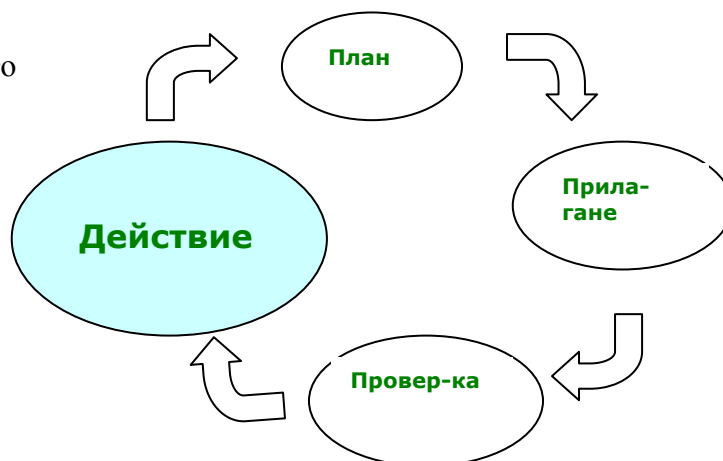 о
План
Прила-
гане
Действие
Провер-ка